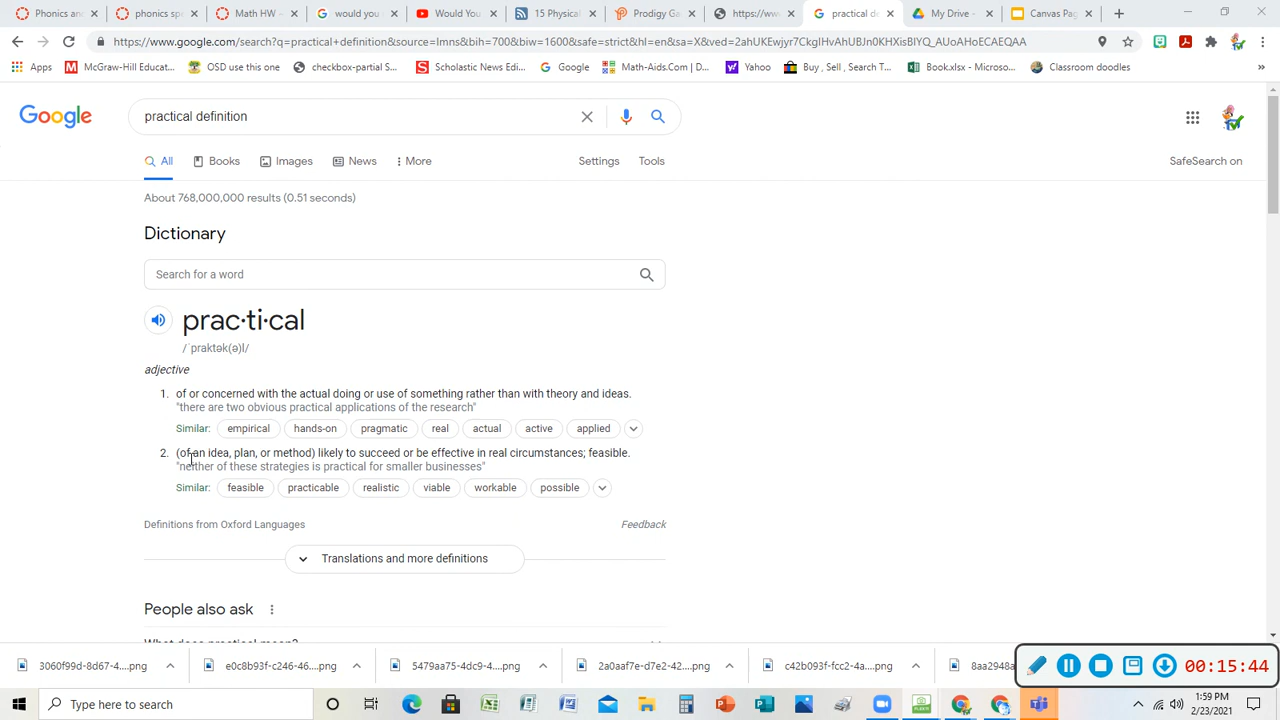 Phonics and
phonics sp
Math HW -
would you
Would You
15 Physical
Prodigy Ga
https://ww
practical de
My Drive -
Canvas Pag
https://www.google.com/search?q=practical+definition&source=lmns&bih=700&biw=1600&safe=strict&hl=en&sa=X&ved=2ahUKEwjyr7CkgIHvAhUBJn0KHXisBIYQ_AUoAHoECAEQAA
Apps
McGraw-Hill Educat...
OSD use this one
checkbox-partial S...
Scholastic News Edi...
Google
Math-Aids.Com | D...
Yahoo
Buy , Sell , Search T...
Book.xlsx - Microso...
Classroom doodles
»
Google
practical definition
All
Books
Images
News
More
Settings
Tools
SafeSearch on
About 768,000,000 results (0.51 seconds)
Dictionary
Search for a word
prac·ti·cal
/ˈpraktək(ə)l/
adjective
1. of or concerned with the actual doing or use of something rather than with theory and ideas.
"there are two obvious practical applications of the research"
Similar: empirical hands-on pragmatic real actual active applied
2. (of an idea, plan, or method) likely to succeed or be effective in real circumstances; feasible.
"neither of these strategies is practical for smaller businesses"
Similar: feasible practicable realistic viable workable possible
Definitions from Oxford Languages
Feedback
Translations and more definitions
People also ask
What does practical mean?
3060f99d-8d67-4....png
e0c8b93f-c246-46....png
5479aa75-4dc9-4....png
2a0aaf7e-d7e2-42....png
c42b093f-fcc2-4a....png
8aa2948a
00:15:44
Type here to search
1:59 PM
2/23/2021